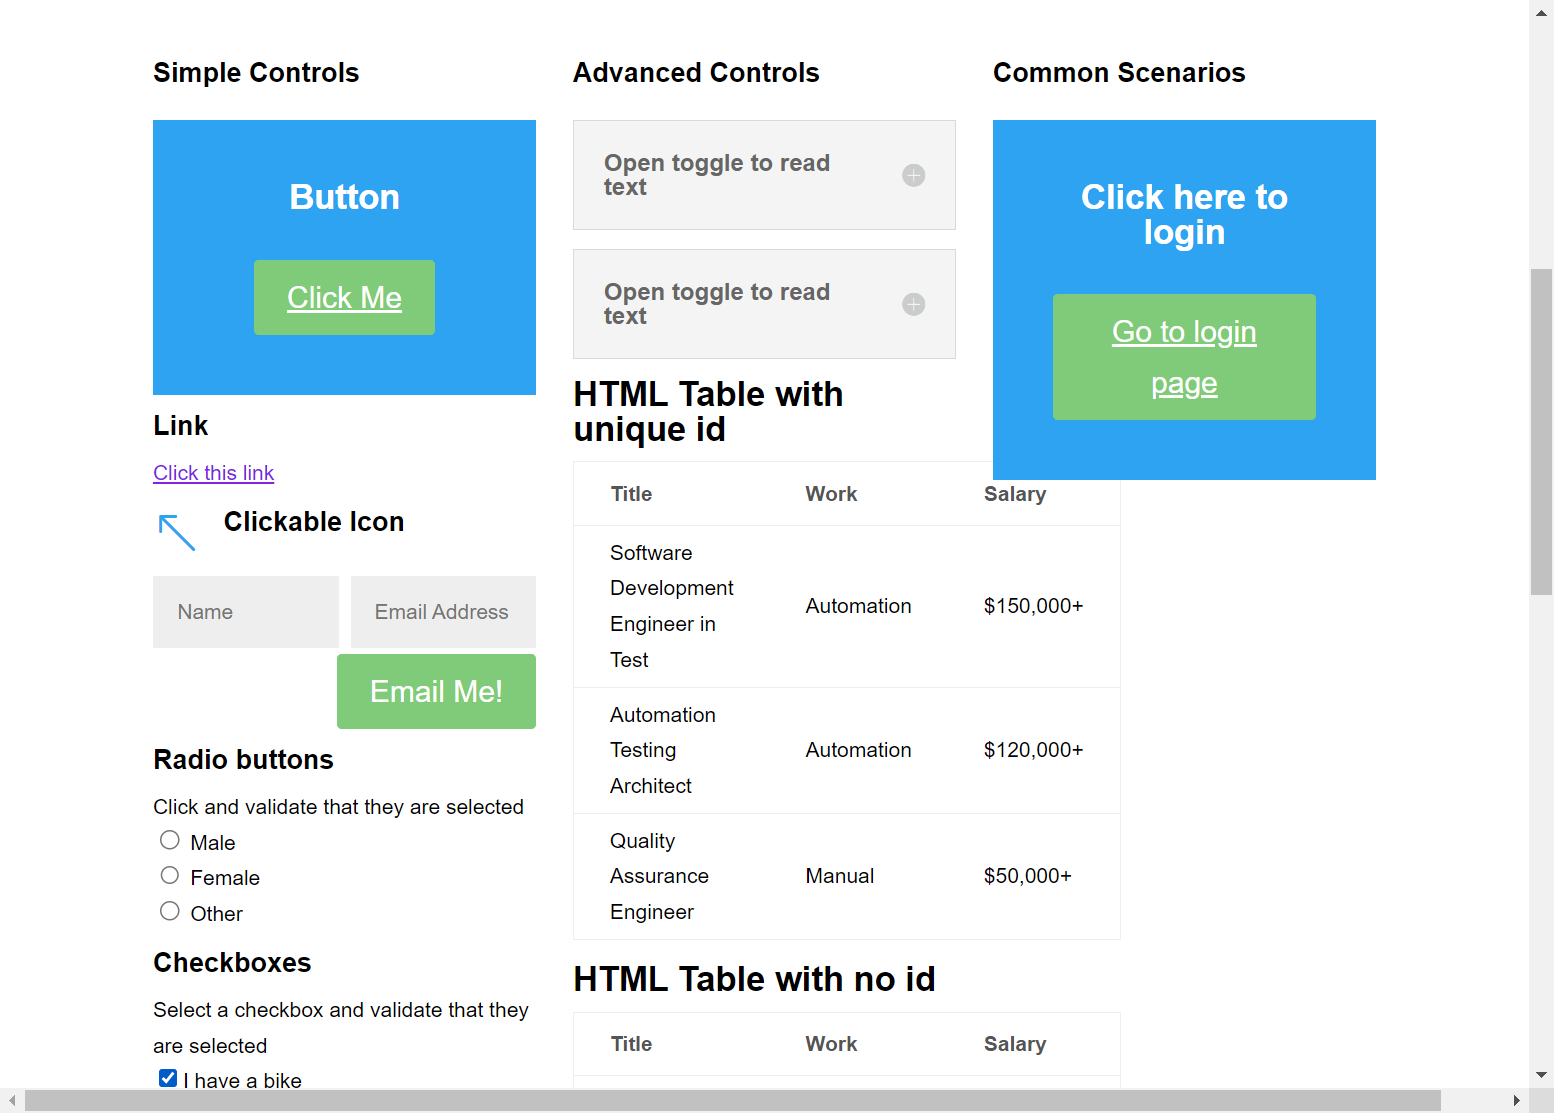 Simple Controls
Button
Click Me
Link
Click this link
Clickable Icon
Name
Email Address
Email Me!
Radio buttons
Click and validate that they are selected
Male
Female
Other
Checkboxes
Select a checkbox and validate that they
are selected
I have a bike
Advanced Controls
Open toggle to read
text
Open toggle to read
text
HTML Table with
unique id
Title Work Salary
Software
Development
Engineer in
Test
Automation $150,000+
Automation
Testing
Architect
Automation $120,000+
Quality
Assurance
Engineer
Manual $50,000+
HTML Table with no id
Title Work Salary
Common Scenarios
Click here to
login
Go to login
page